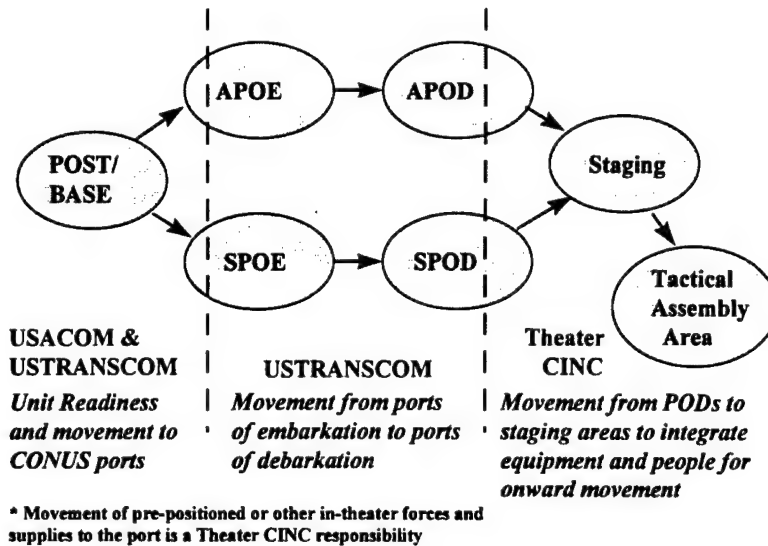 APOE
APOD
POST/
BASE
Staging
SPOE
SPOD
Tactical
Assembly
Area
USACOM &
USTRANSCOM
Unit Readiness
and movement to
CONUS ports
USTRANSCOM
Movement from ports
of embarkation to ports
of debarkation
Theater
CINC
Movement from PODs to
staging areas to integrate
equipment and people for
onward movement
* Movement of pre-positioned or other in-theater forces and
supplies to the port is a Theater CINC responsibility